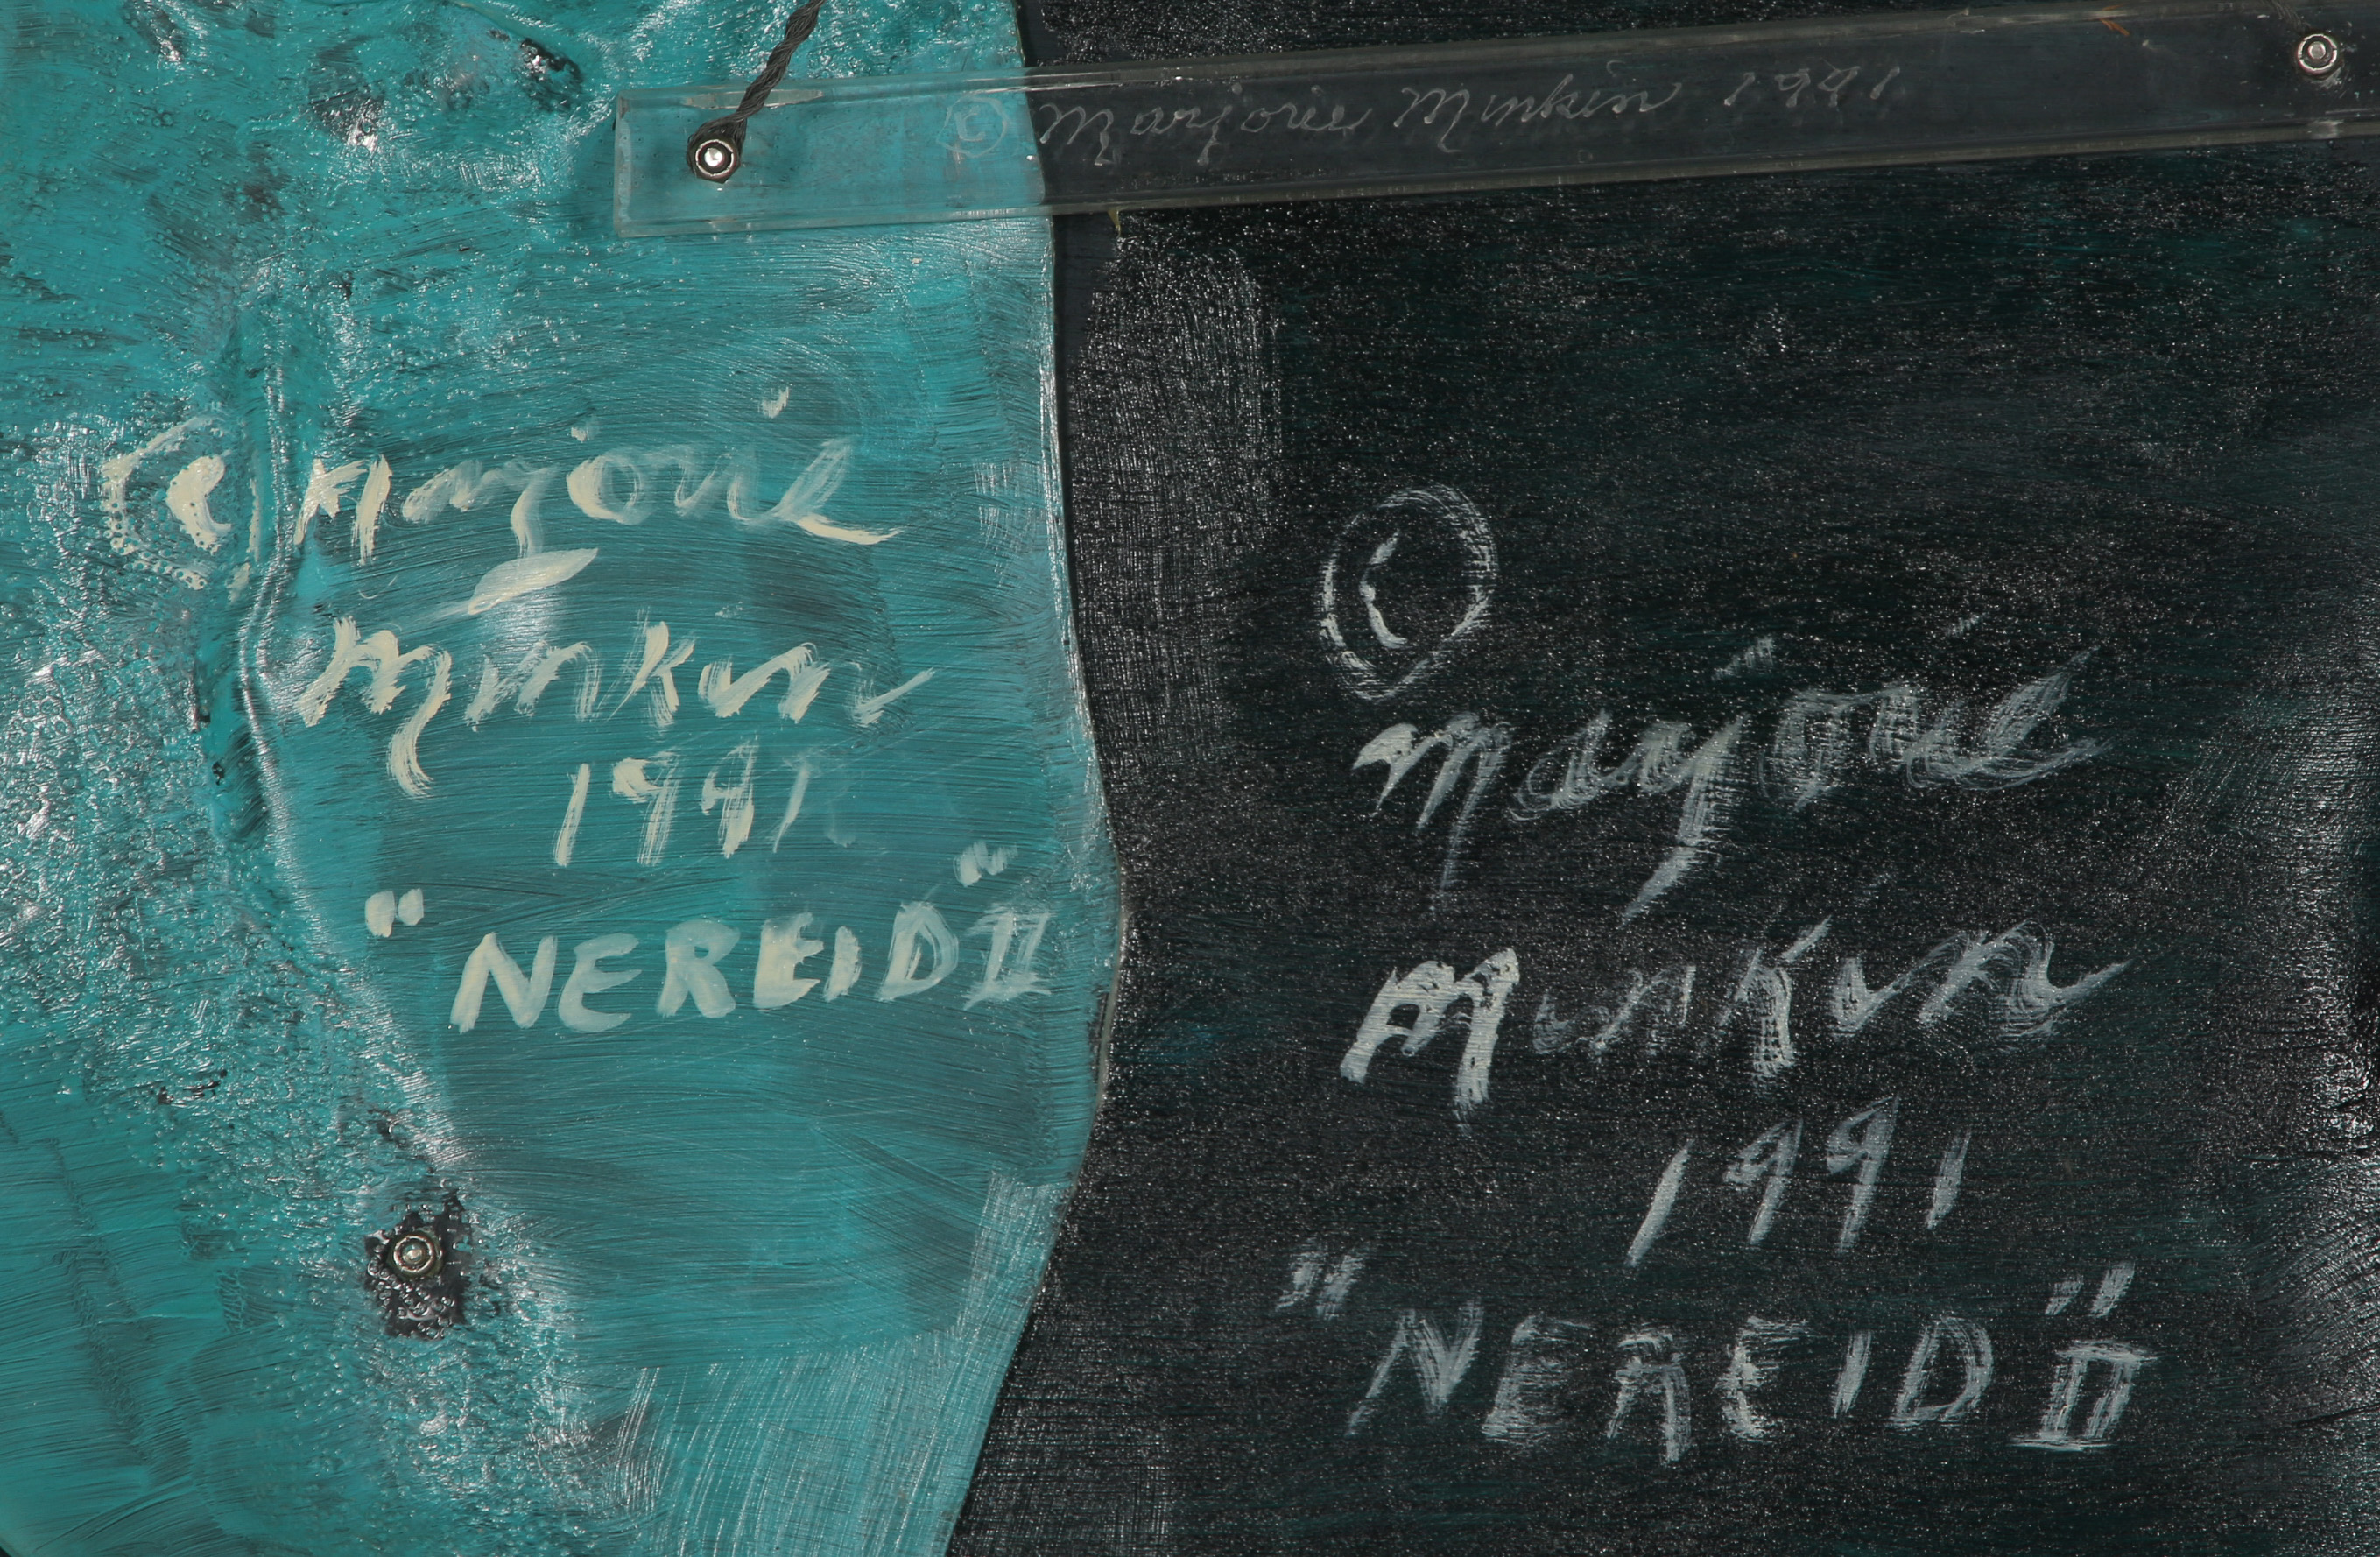 © Marjorie Minkin 1991
© Marjorie
Minkin
1991
"NEREID" II
©
Marjorie
Minkin
1991
"NEREID" II